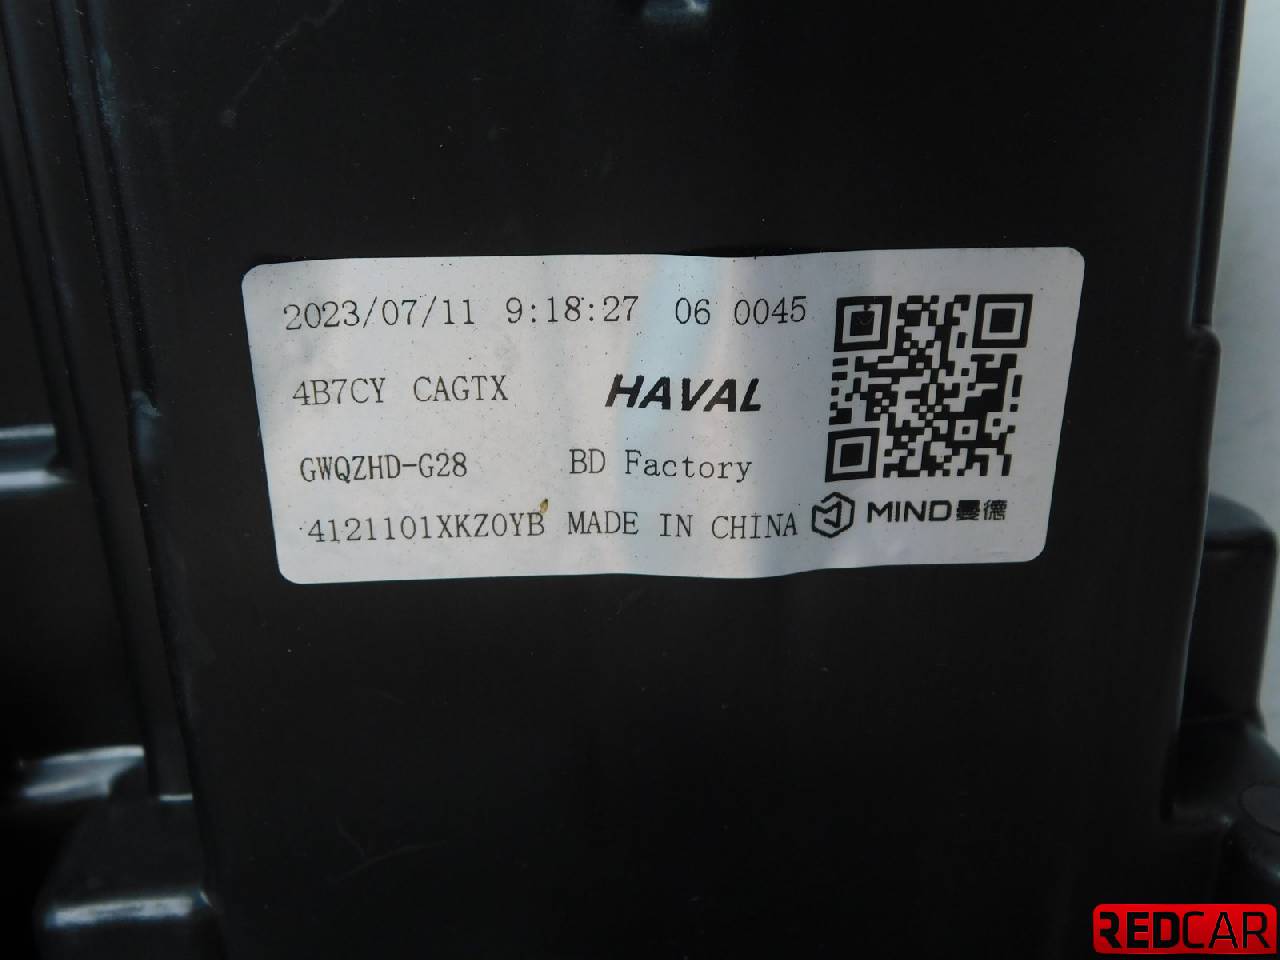 2023/07/11 9:18:27 06 0045
4B7CY CAGTX HAVAL
GWQZHD-G28 BD Factory
4121101XKZ0YB MADE IN CHINA MIND曼德
REDCAR